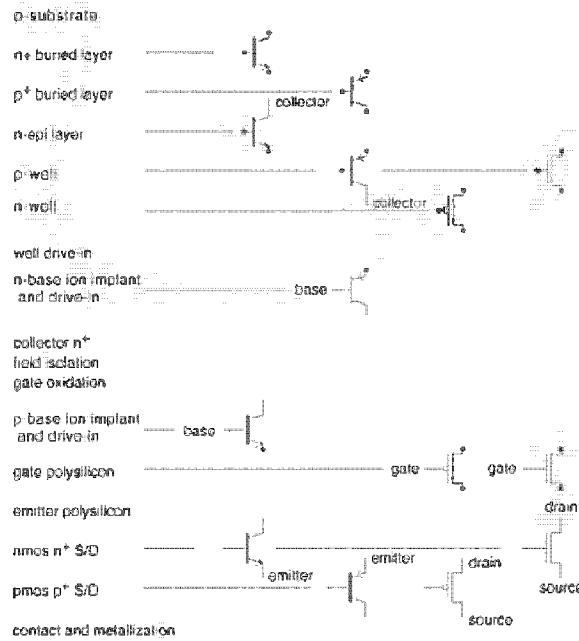 p-substrate
n+ buried layer
p+ buried layer
collector
n-epi layer
p-well
n-well
collector
well drive-in
n-base ion implant
and drive-in
base
collector n+
field isolation
gate oxidation
p-base ion implant
and drive-in
base
gate polysilicon
gate
gate
emitter polysilicon
drain
nmos n+ S/D
emitter
emitter
drain
source
pmos p+ S/D
source
contact and metallization